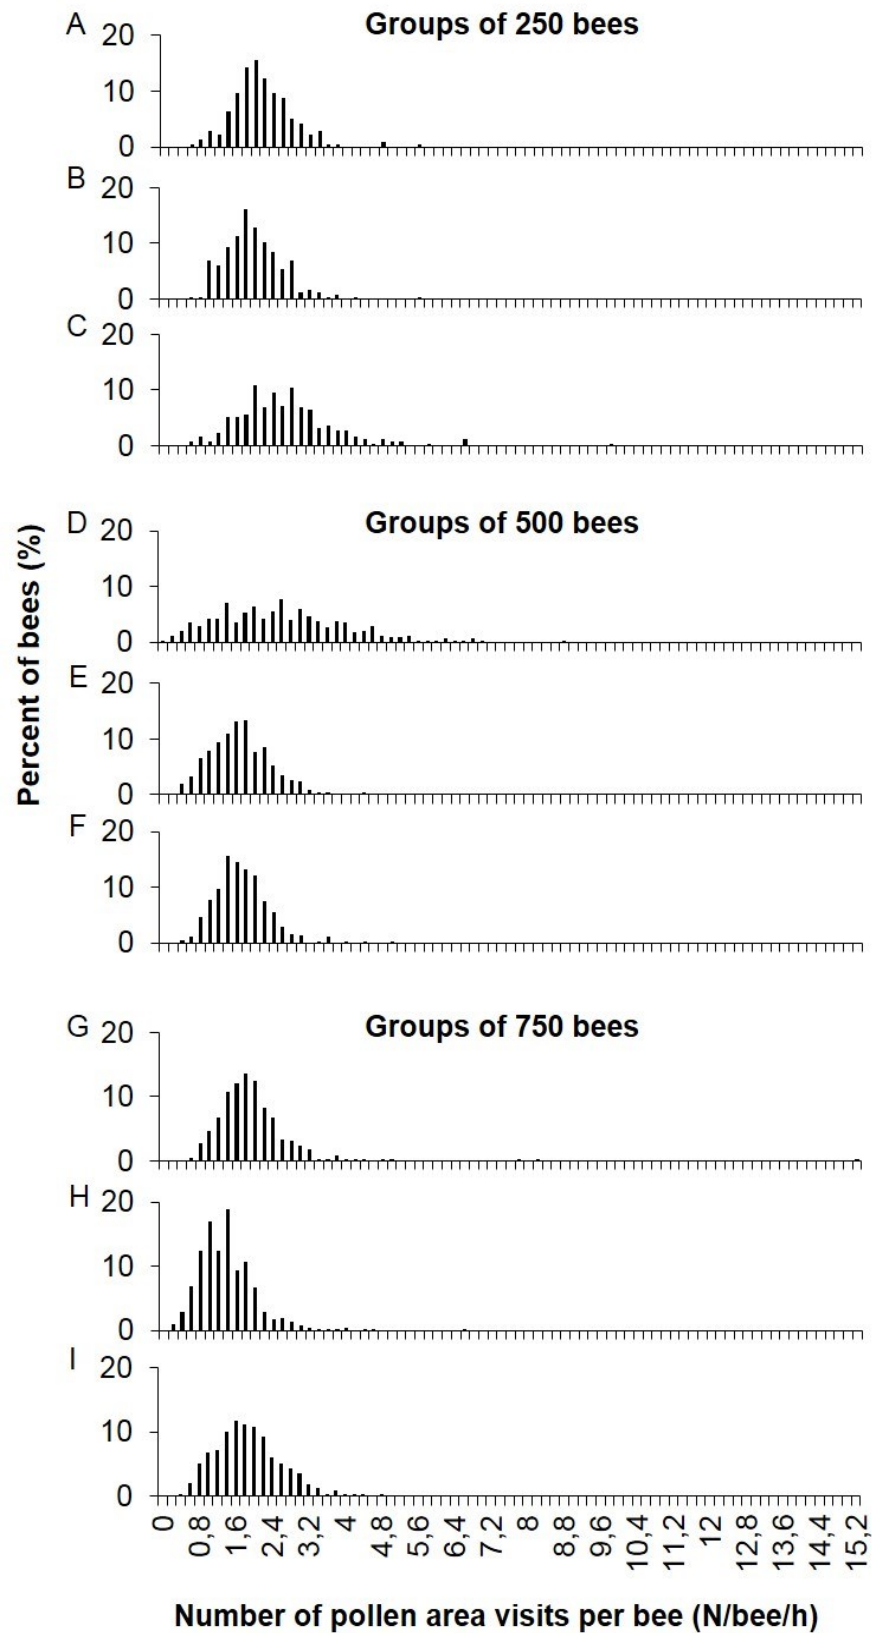 A 20 Groups of 250 bees
10
0
B
20
10
0
C 20
10
0
D 20 Groups of 500 bees
10
0
E 20
10
0
F 20
10
0
G 20 Groups of 750 bees
10
0
H 20
10
0
I 20
10
0
Percent of bees (%)
0 0,8 1,6 2,4 3,2 4 4,8 5,6 6,4 7,2 8 8,8 9,6 10,4 11,2 12 12,8 13,6 14,4 15,2
Number of pollen area visits per bee (N/bee/h)